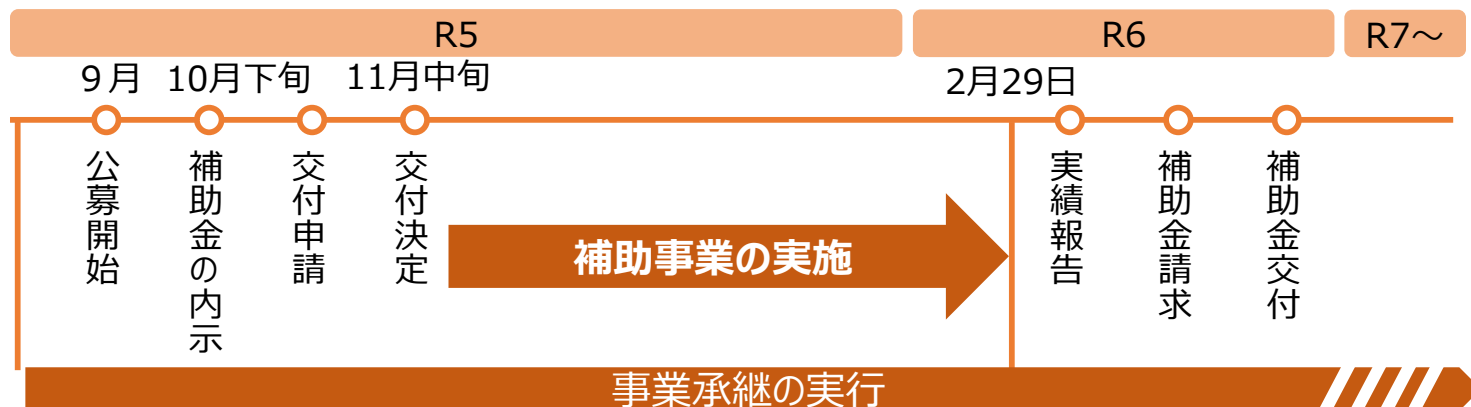 R5
R6
R7～
９月
10月下旬
11月中旬
2月29日
公募開始
補助金の内示
交付申請
交付決定
補助事業の実施
実績報告
補助金請求
補助金交付
事業承継の実行